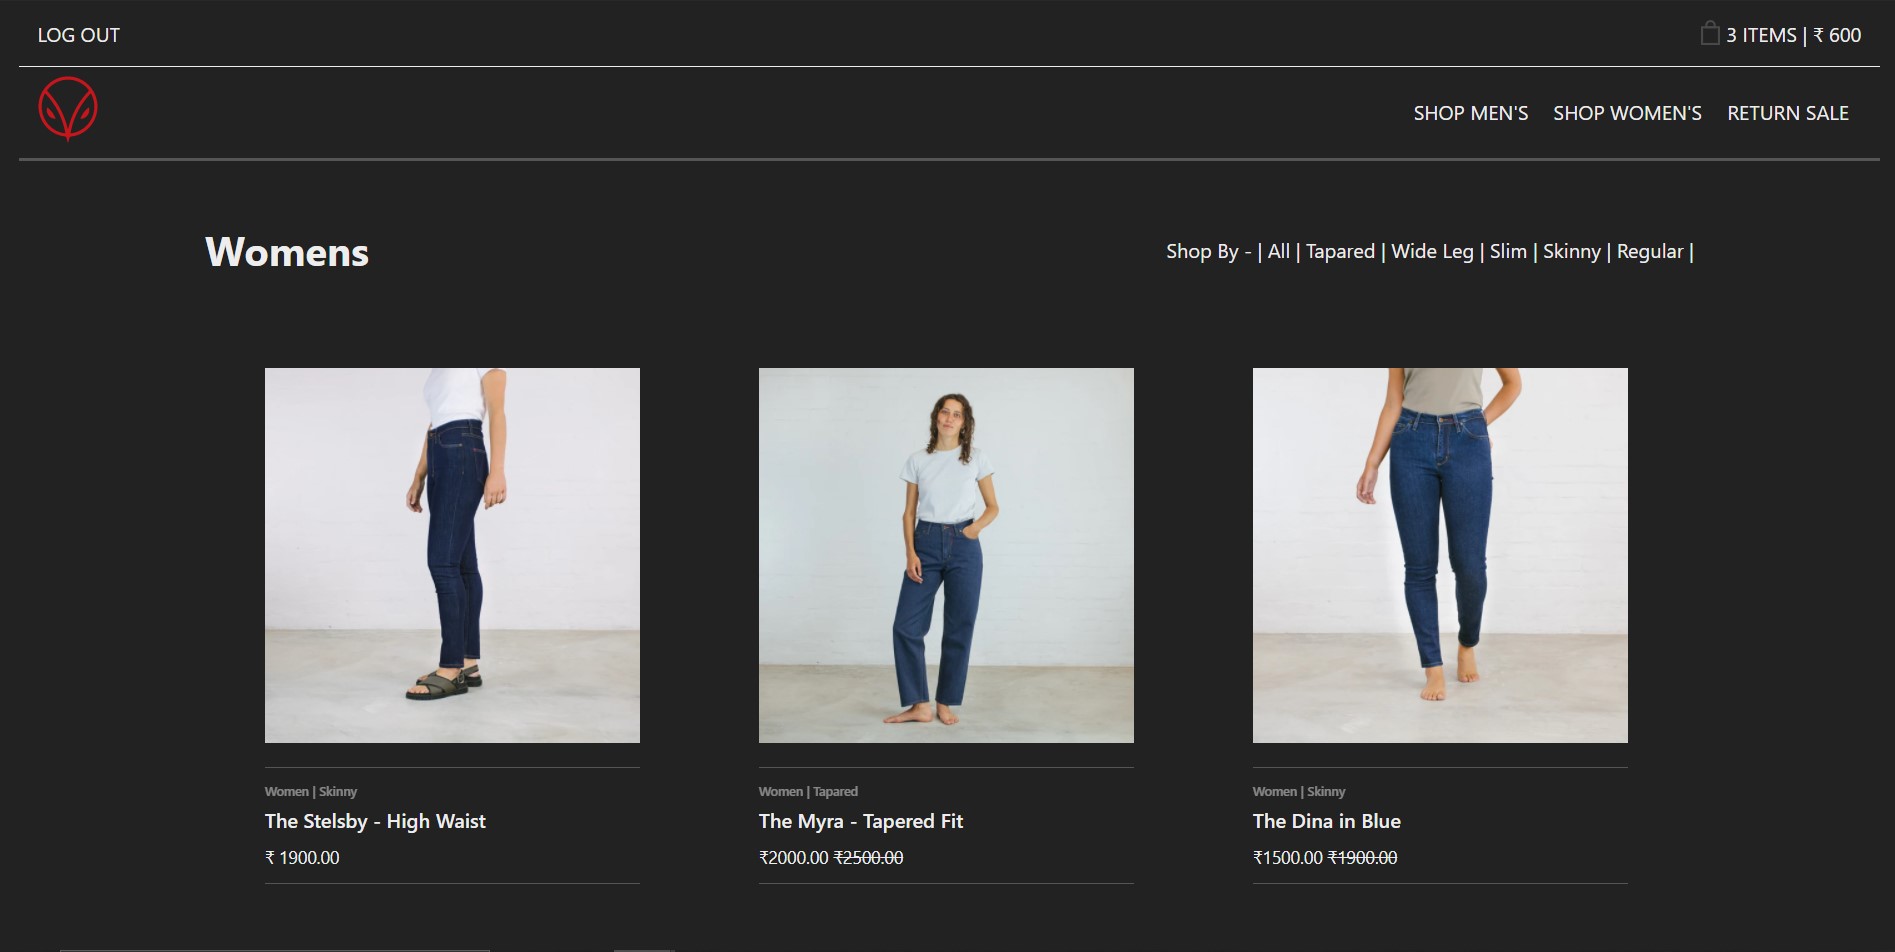 LOG OUT
3 ITEMS | ₹ 600
SHOP MEN'S SHOP WOMEN'S RETURN SALE
Womens
Shop By - | All | Tapared | Wide Leg | Slim | Skinny | Regular |
Women | Skinny
The Stelsby - High Waist
₹ 1900.00
Women | Tapared
The Myra - Tapered Fit
₹2000.00 ₹2500.00
Women | Skinny
The Dina in Blue
₹1500.00 ₹1900.00